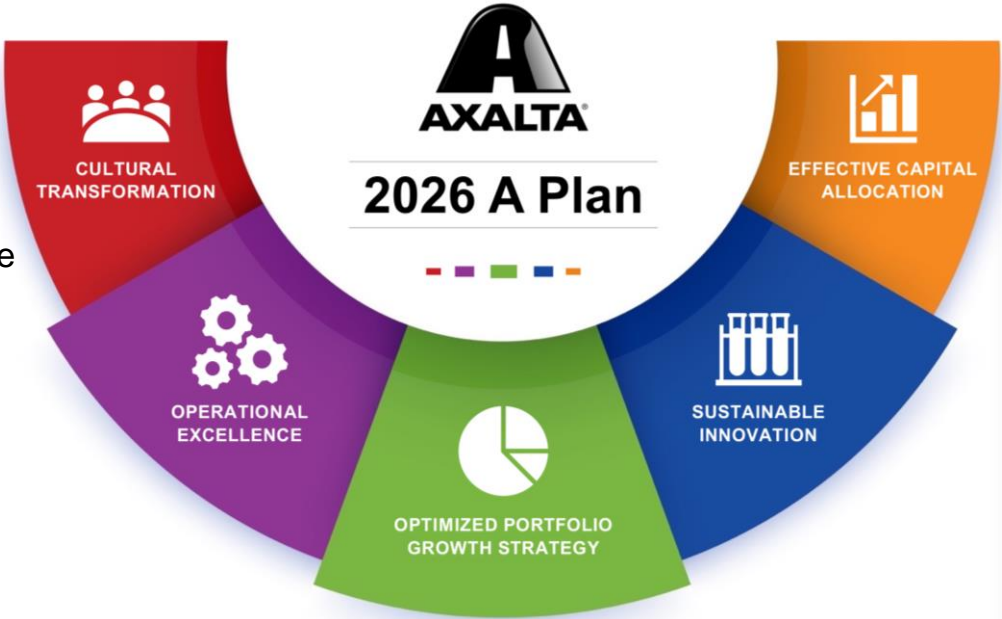 AXALTA
2026 A Plan
CULTURAL
TRANSFORMATION
EFFECTIVE CAPITAL
ALLOCATION
e
OPERATIONAL
EXCELLENCE
SUSTAINABLE
INNOVATION
OPTIMIZED PORTFOLIO
GROWTH STRATEGY